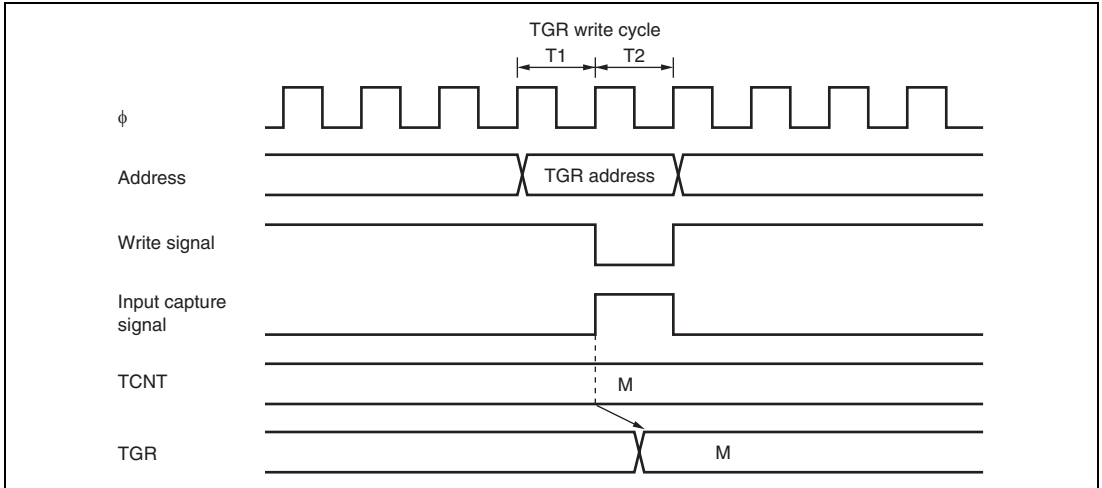 TGR write cycle
T1 T2
ϕ
Address
TGR address
Write signal
Input capture
signal
TCNT
M
TGR
M